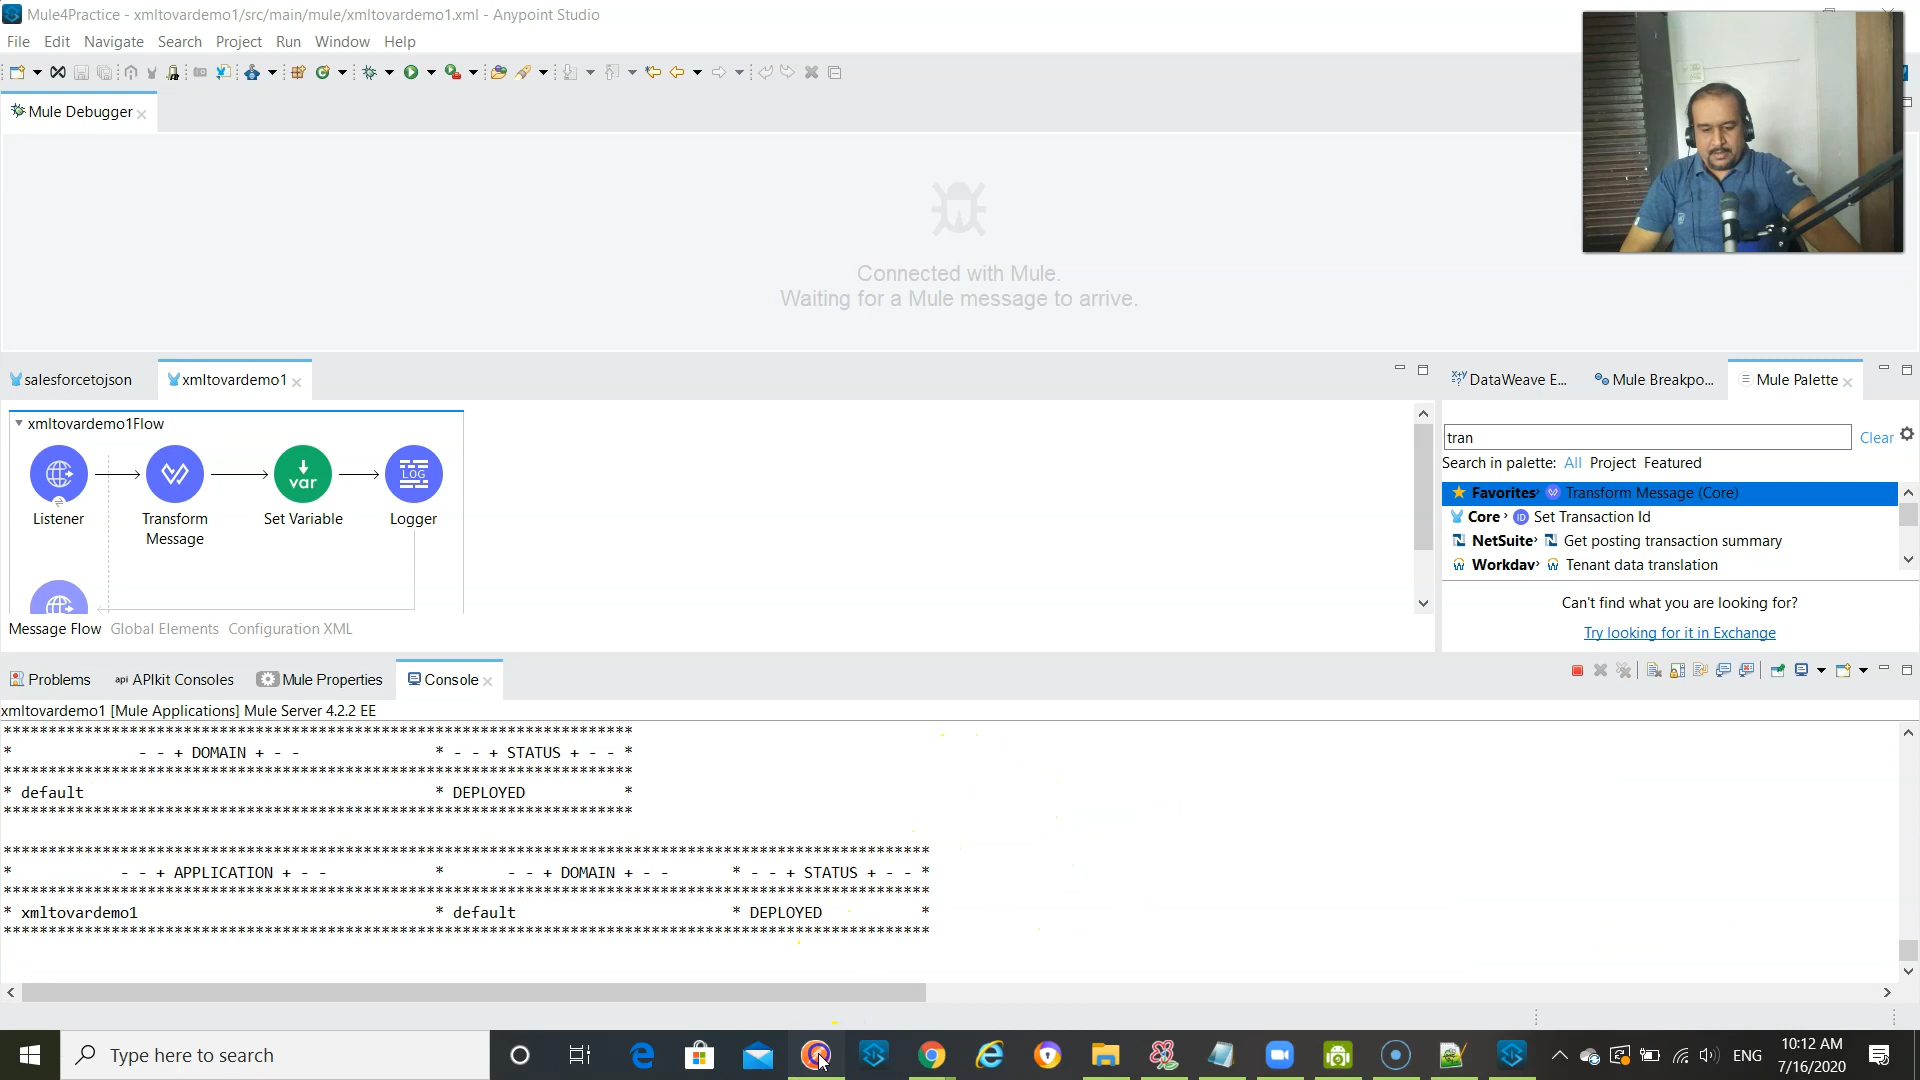 Mule4Practice - xmltovardemo1/src/main/mule/xmltovardemo1.xml - Anypoint Studio
File Edit Navigate Search Project Run Window Help
Mule Debugger
Connected with Mule.
Waiting for a Mule message to arrive.
salesforcetojson xmltovardemo1
DataWeave E... Mule Breakpo... Mule Palette
xmltovardemo1Flow
var
LOG
Listener
Transform
Message
Set Variable
Logger
Message Flow Global Elements Configuration XML
tran
Clear
Search in palette: All Project Featured
Favorites Transform Message (Core)
Core Set Transaction Id
NetSuite Get posting transaction summary
Workday Tenant data translation
Can't find what you are looking for?
Try looking for it in Exchange
Problems api APIkit Consoles Mule Properties Console
xmltovardemo1 [Mule Applications] Mule Server 4.2.2 EE
**********************************************************************
* - - + DOMAIN + - - * - - + STATUS + - - *
**********************************************************************
* default * DEPLOYED *
**********************************************************************
*******************************************************************************************************
* - - + APPLICATION + - - * - - + DOMAIN + - - * - - + STATUS + - - *
*******************************************************************************************************
* xmltovardemo1 * default * DEPLOYED *
*******************************************************************************************************
Type here to search
ENG
10:12 AM
7/16/2020